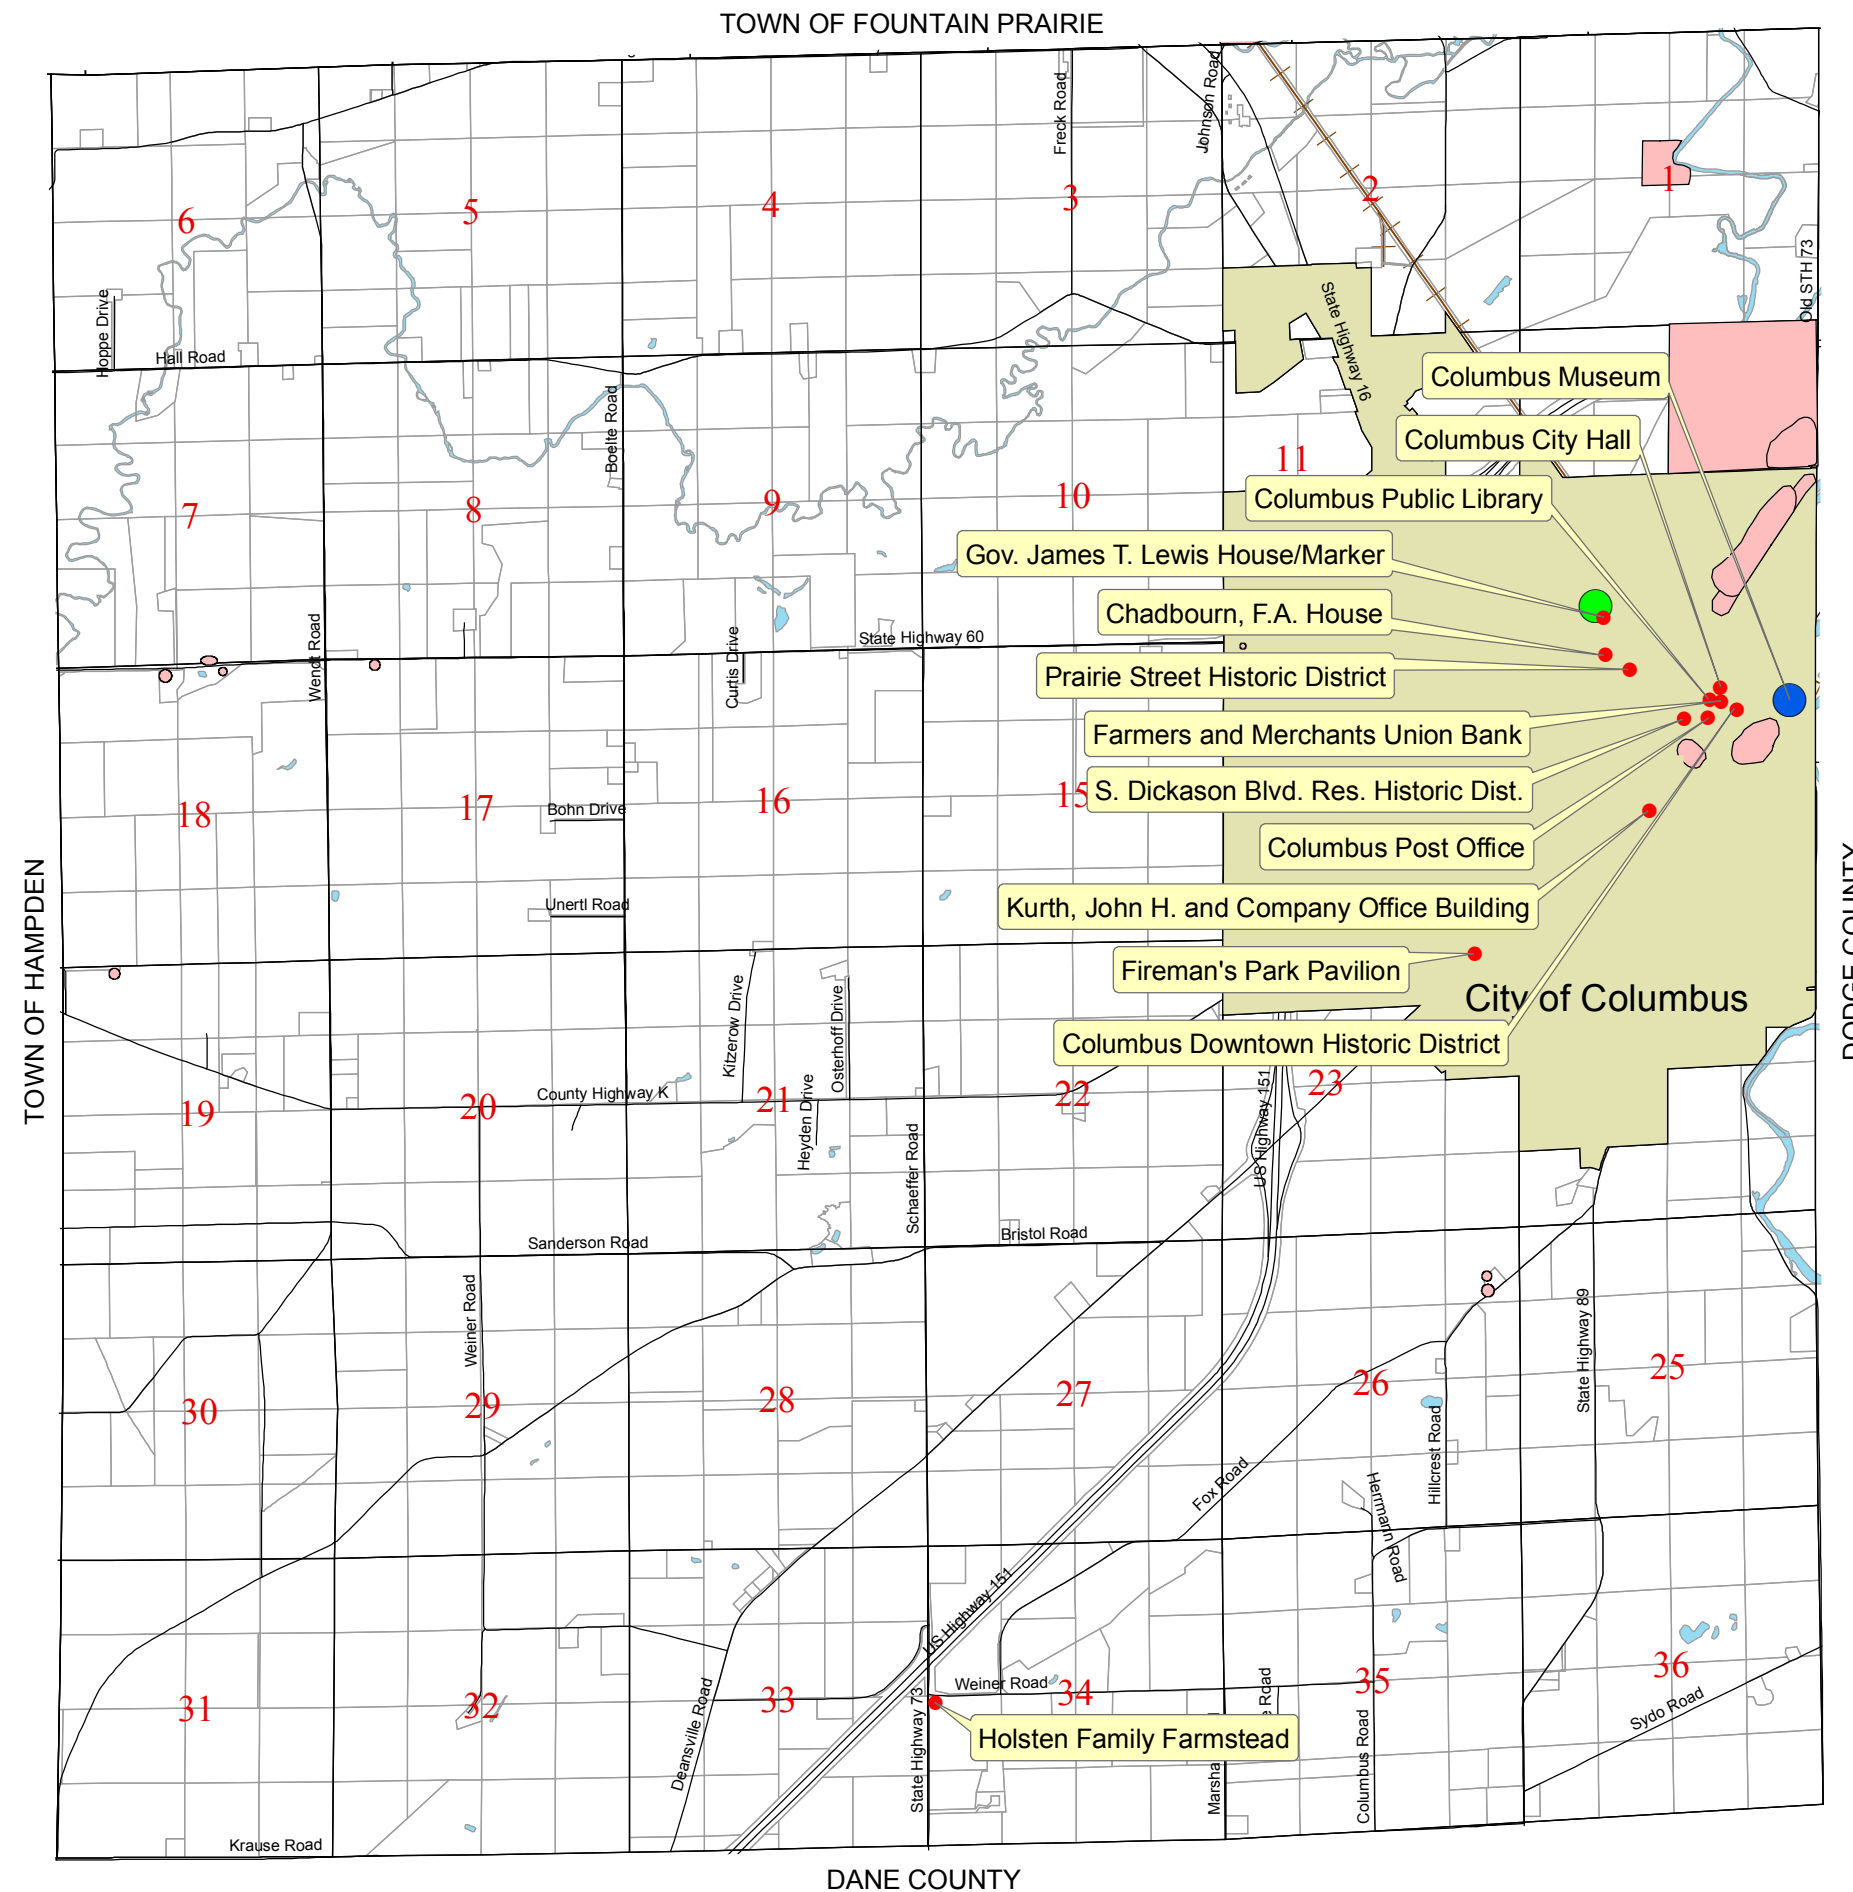 TOWN OF FOUNTAIN PRAIRIE
Freck Road
Johnson Road
6
5
4
3
2
1
Hoppe Drive
Hall Road
State Highway 16
Old STH 73
Boelte Road
Columbus Museum
Columbus City Hall
7
8
9
10
11
Columbus Public Library
Gov. James T. Lewis House/Marker
Chadbourn, F.A. House
Wendt Road
Curtis Drive
State Highway 60
Prairie Street Historic District
Farmers and Merchants Union Bank
S. Dickason Blvd. Res. Historic Dist.
18
17
Bohn Drive
16
15
Columbus Post Office
TOWN OF HAMPDEN
DODGE COUNTY
Unertl Road
Kurth, John H. and Company Office Building
Fireman's Park Pavilion
City of Columbus
Kitzerow Drive
Osterhoff Drive
Columbus Downtown Historic District
19
20
County Highway K
21
Heyden Drive
22
US Highway 151
23
Schaeffer Road
Sanderson Road
Bristol Road
Weiner Road
State Highway 89
30
29
28
27
26
25
Hillcrest Road
Fox Road
Herrmann Road
US Highway 151
31
32
33
Deansville Road
State Highway 73
Weiner Road
34
35
36
Sydo Road
Holsten Family Farmstead
Columbus Road
Krause Road
DANE COUNTY